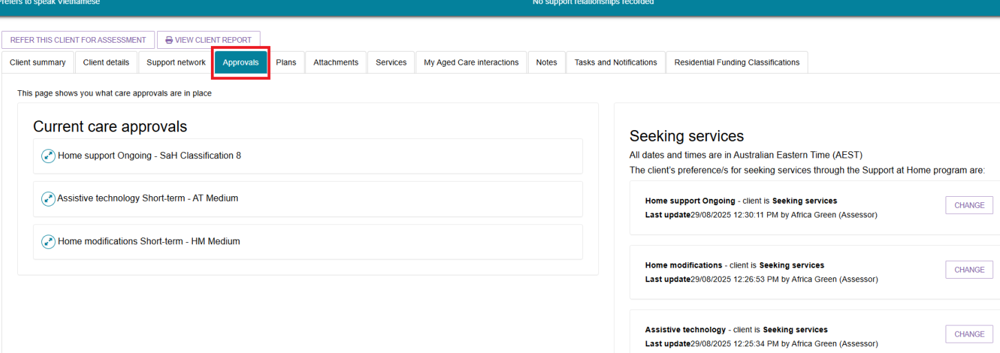 Prefers to speak Vietnamese
No support relationships recorded
REFER THIS CLIENT FOR ASSESSMENT
VIEW CLIENT REPORT
Client summary
Client details
Support network
Approvals
Plans
Attachments
Services
My Aged Care interactions
Notes
Tasks and Notifications
Residential Funding Classifications
This page shows you what care approvals are in place
Current care approvals
Home support Ongoing - SaH Classification 8
Assistive technology Short-term - AT Medium
Home modifications Short-term - HM Medium
Seeking services
All dates and times are in Australian Eastern Time (AEST)
The client's preference/s for seeking services through the Support at Home program are:
Home support Ongoing - client is Seeking services
Last update29/08/2025 12:30:11 PM by Africa Green (Assessor)
CHANGE
Home modifications - client is Seeking services
Last update29/08/2025 12:26:53 PM by Africa Green (Assessor)
CHANGE
Assistive technology - client is Seeking services
Last update29/08/2025 12:25:34 PM by Africa Green (Assessor)
CHANGE